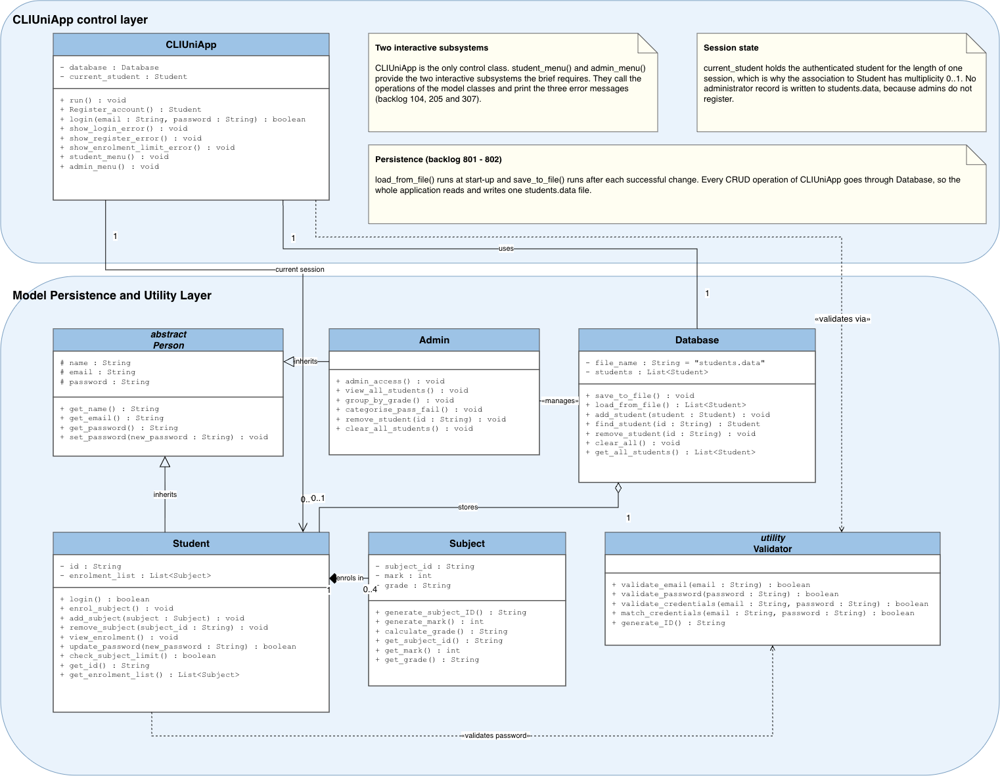 CLIUniApp control layer
CLIUniApp
- database : Database
- current_student : Student
+ run() : void
+ Register_account() : Student
+ login(email : String, password : String) : boolean
+ show_login_error() : void
+ show_register_error() : void
+ show_enrolment_limit_error() : void
+ student_menu() : void
+ admin_menu() : void
Two interactive subsystems
CLIUniApp is the only control class. student_menu() and admin_menu()
provide the two interactive subsystems the brief requires. They call the
operations of the model classes and print the three error messages
(backlog 104, 205 and 307).
Session state
current_student holds the authenticated student for the length of one
session, which is why the association to Student has multiplicity 0..1. No
administrator record is written to students.data, because admins do not
register.
Persistence (backlog 801 - 802)
load_from_file() runs at start-up and save_to_file() runs after each successful change. Every CRUD operation of CLIUniApp goes through Database, so the
whole application reads and writes one students.data file.
1
1
uses
current session
1
«validates via»
Model Persistence and Utility Layer
abstract
Person
# name : String
# email : String
# password : String
+ get_name() : String
+ get_email() : String
+ get_password() : String
+ set_password(new_password : String) : void
inherits
Admin
+ admin_access() : void
+ view_all_students() : void
+ group_by_grade() : void
+ categorise_pass_fail() : void
+ remove_student(id : String) : void
+ clear_all_students() : void
«manages»
Database
- file_name : String = "students.data"
- students : List<Student>
+ save_to_file() : void
+ load_from_file() : List<Student>
+ add_student(student : Student) : void
+ find_student(id : String) : Student
+ remove_student(id : String) : void
+ clear_all() : void
+ get_all_students() : List<Student>
inherits
0..
0..1
stores
1
Student
- id : String
- enrolment_list : List<Subject>
+ login() : boolean
+ enrol_subject() : void
+ add_subject(subject : Subject) : void
+ remove_subject(subject_id : String) : void
+ view_enrolment() : void
+ update_password(new_password : String) : boolean
+ check_subject_limit() : boolean
+ get_id() : String
+ get_enrolment_list() : List<Subject>
enrols in
1
0..4
Subject
- subject_id : String
- mark : int
- grade : String
+ generate_subject_ID() : String
+ generate_mark() : int
+ calculate_grade() : String
+ get_subject_id() : String
+ get_mark() : int
+ get_grade() : String
utility
Validator
+ validate_email(email : String) : boolean
+ validate_password(password : String) : boolean
+ validate_credentials(email : String, password : String) : boolean
+ match_credentials(email : String, password : String) : boolean
+ generate_ID() : String
«validates password»